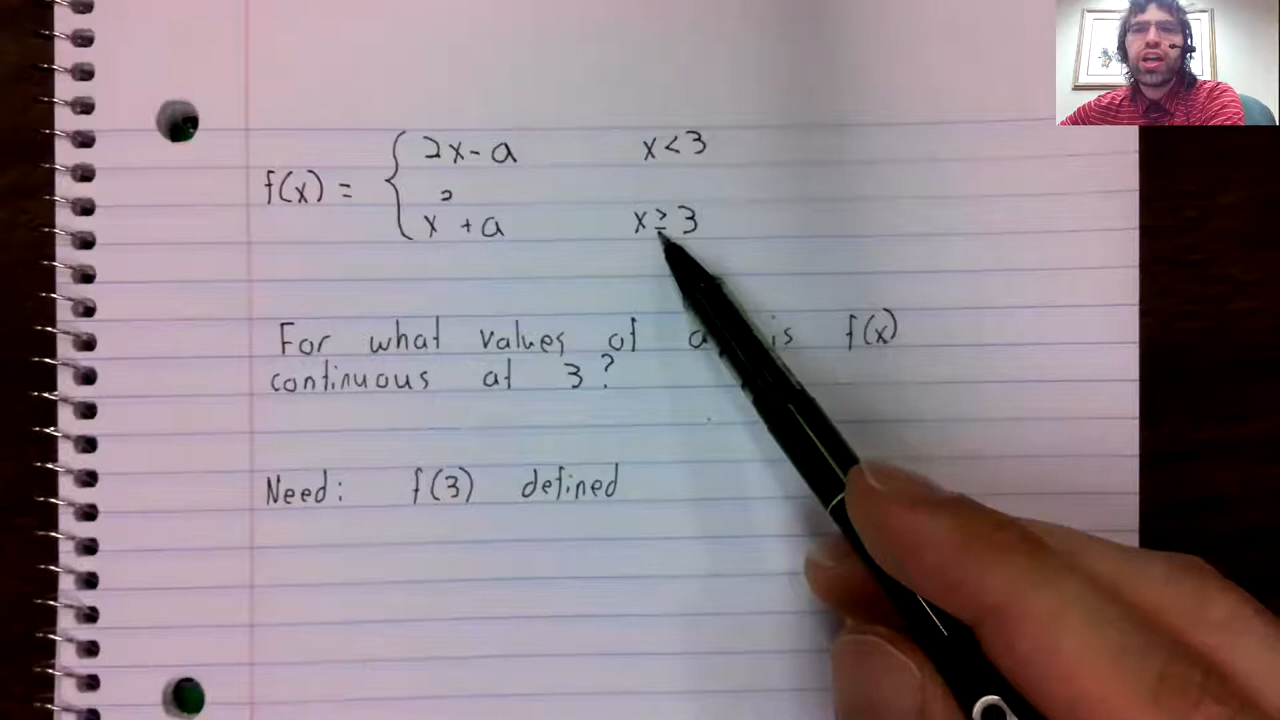 f(x) = { 2x - a x < 3
x² + a x ≥ 3
For what values of a is f(x)
continuous at 3?
Need: f(3) defined